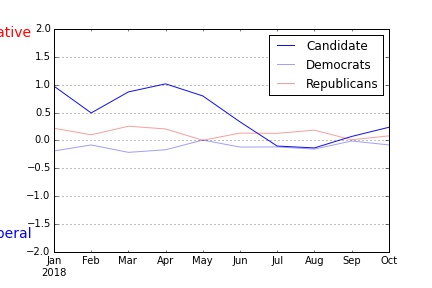 2.0
ative
Candidate
Democrats
Republicans
1.5
1.0
0.5
0.0
−0.5
−1.0
−1.5
beral
−2.0
Jan Feb Mar Apr May Jun Jul Aug Sep Oct
2018